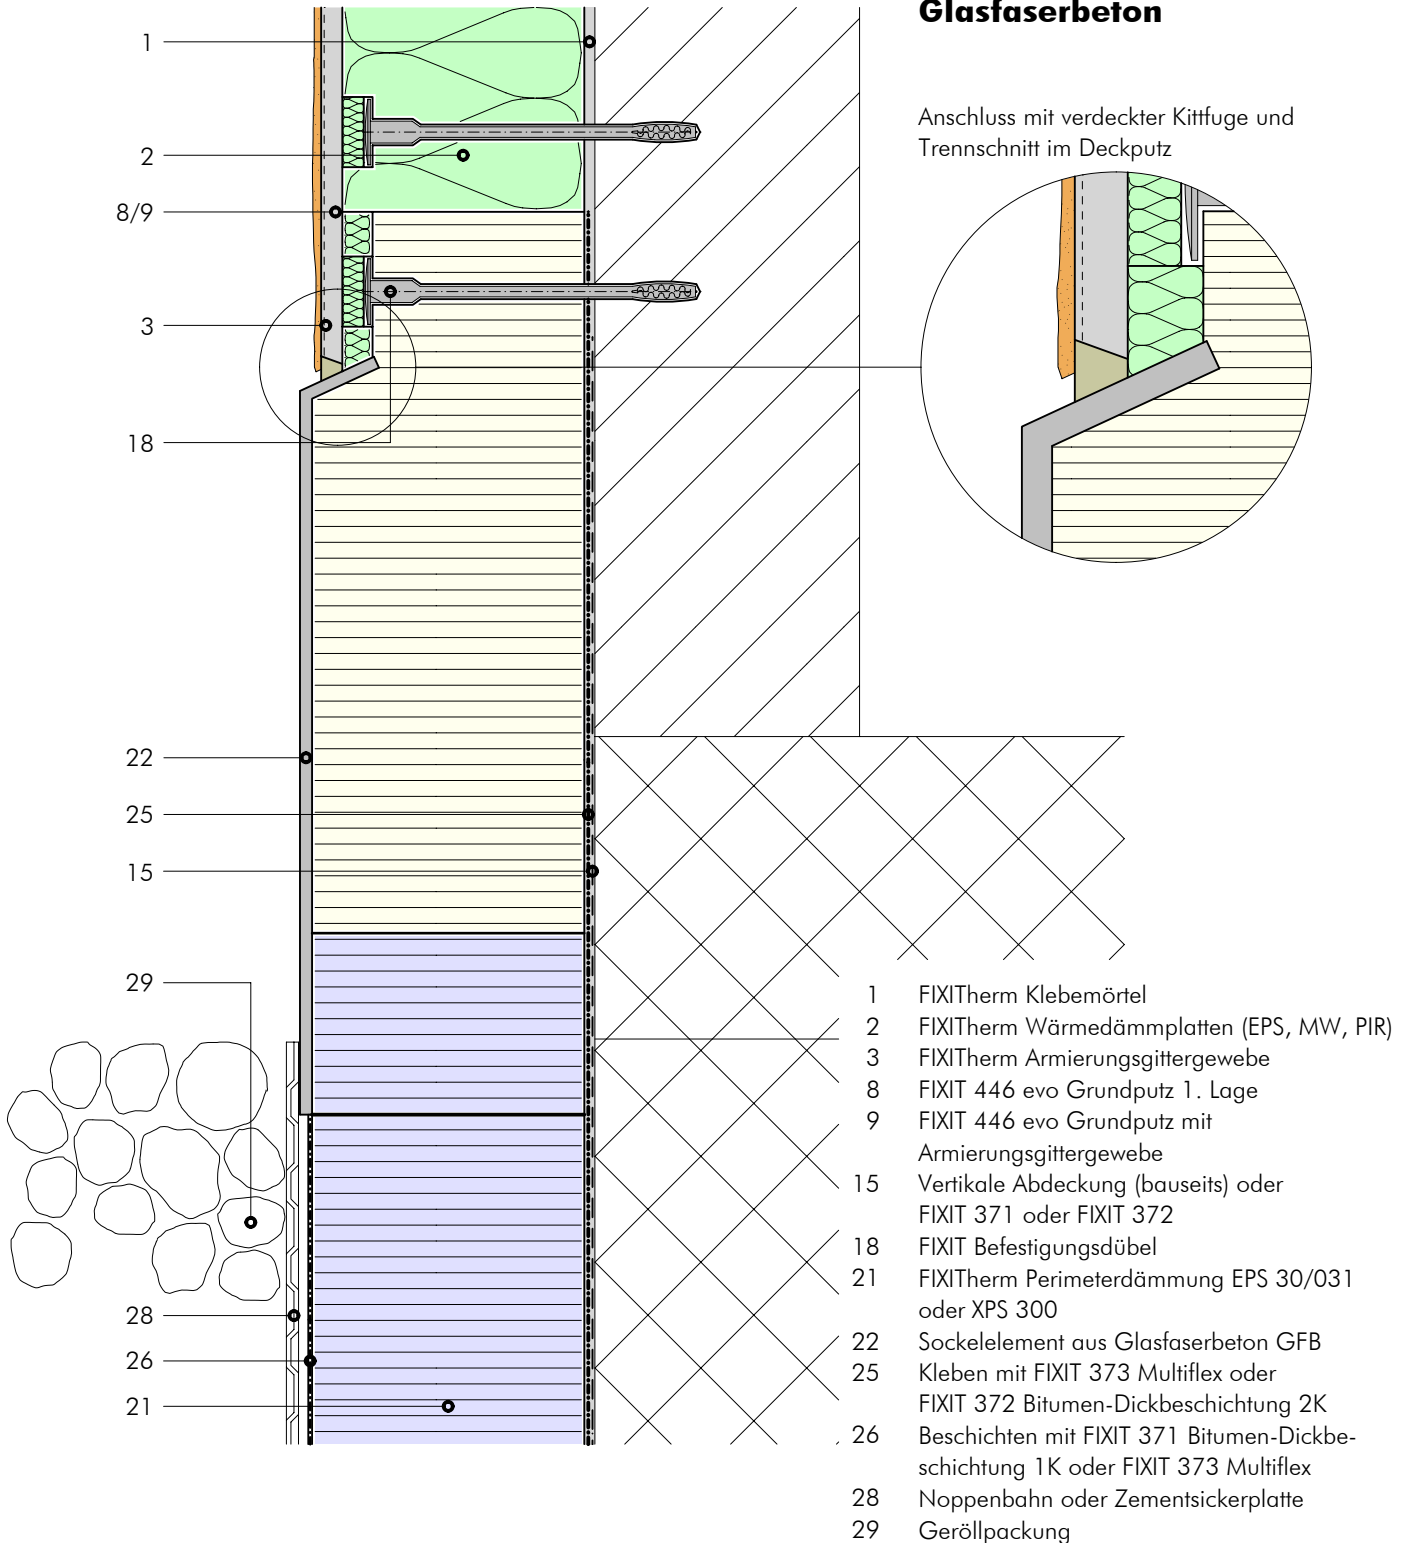 Glasfaserbeton
Anschluss mit verdeckter Kittfuge und
Trennschnitt im Deckputz
1
2
8/9
3
18
22
25
15
29
28
26
21
1 FIXITherm Klebemörtel
2 FIXITherm Wärmedämmplatten (EPS, MW, PIR)
3 FIXITherm Armierungsgittergewebe
8 FIXIT 446 evo Grundputz 1. Lage
9 FIXIT 446 evo Grundputz mit
Armierungsgittergewebe
15 Vertikale Abdeckung (bauseits) oder
FIXIT 371 oder FIXIT 372
18 FIXIT Befestigungsdübel
21 FIXITherm Perimeterdämmung EPS 30/031
oder XPS 300
22 Sockelelement aus Glasfaserbeton GFB
25 Kleben mit FIXIT 373 Multiflex oder
FIXIT 372 Bitumen-Dickbeschichtung 2K
26 Beschichten mit FIXIT 371 Bitumen-Dickbe-
schichtung 1K oder FIXIT 373 Multiflex
28 Noppenbahn oder Zementsickerplatte
29 Geröllpackung